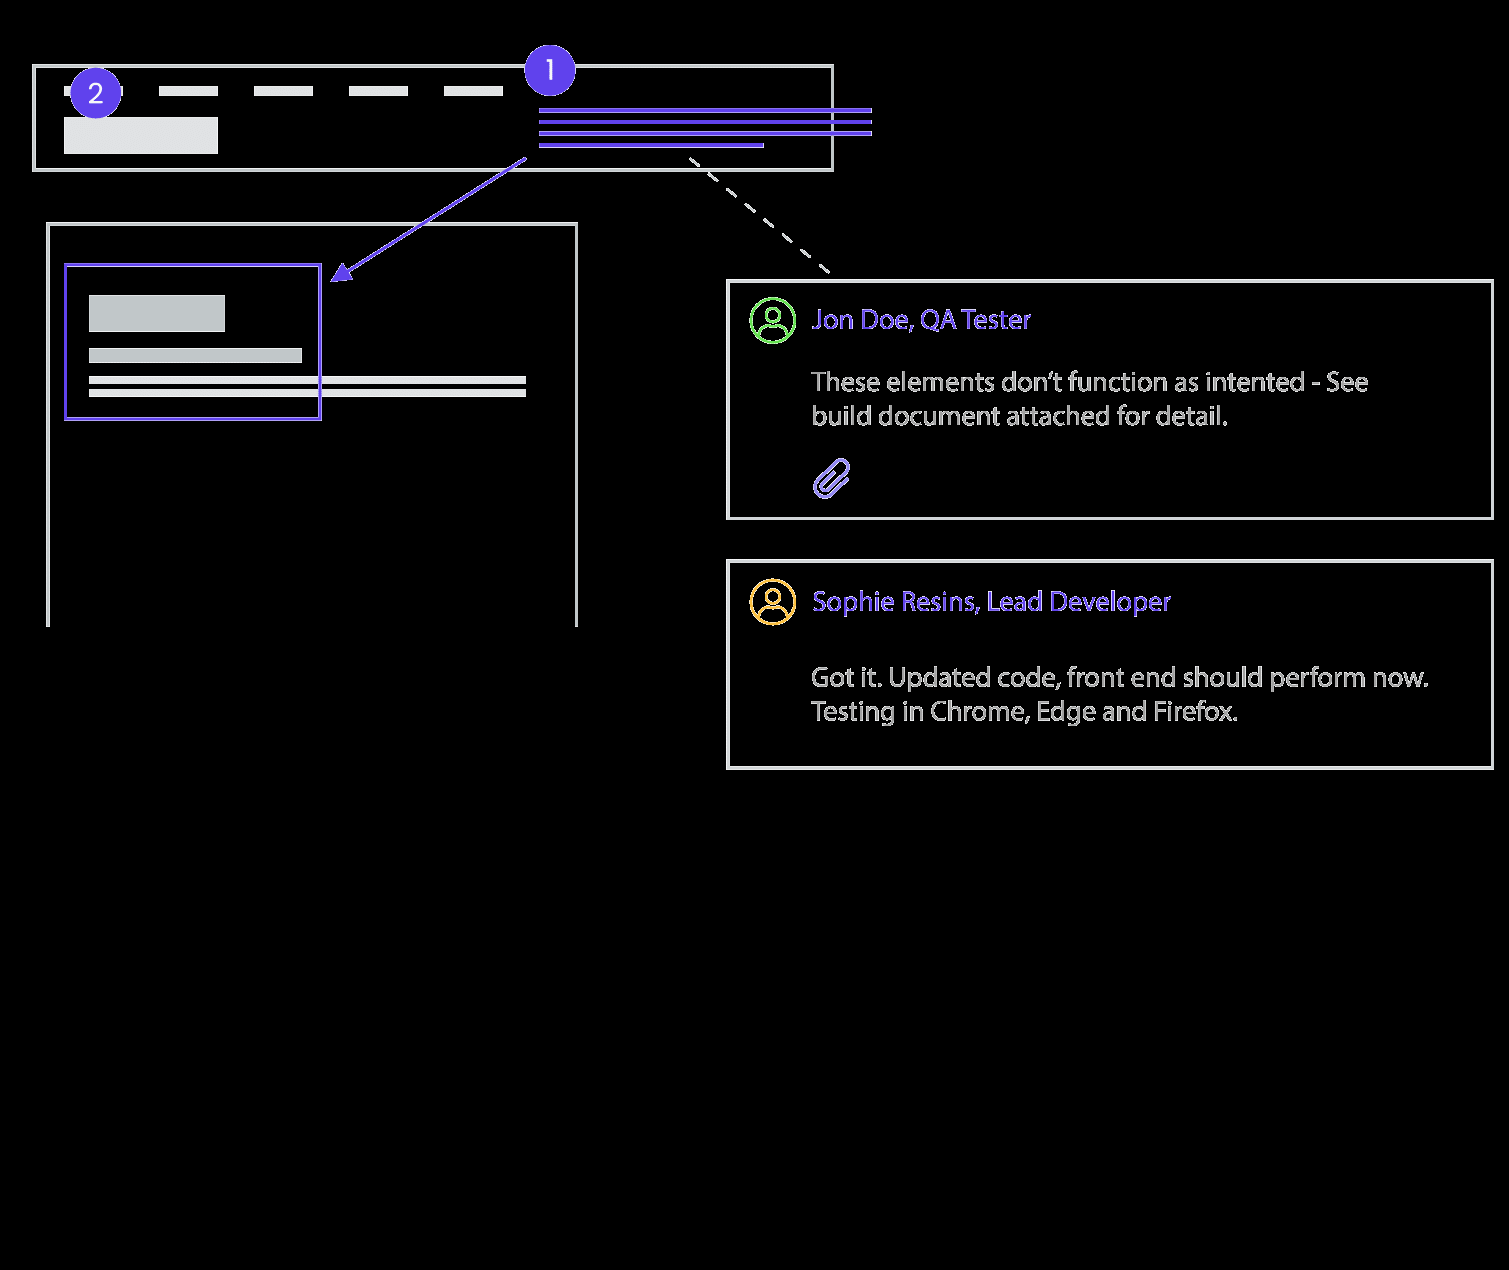 1
2
Jon Doe, QA Tester
These elements don’t function as intented - See
build document attached for detail.
Sophie Resins, Lead Developer
Got it. Updated code, front end should perform now.
Testing in Chrome, Edge and Firefox.